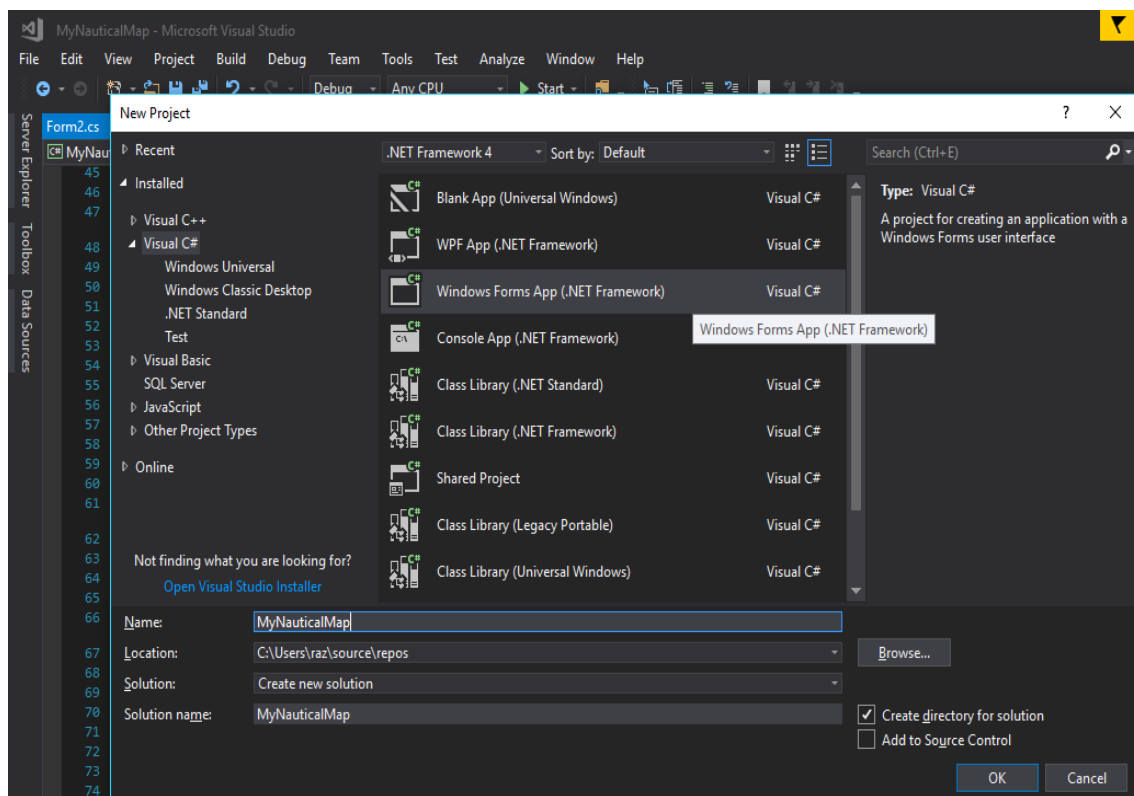 MyNauticalMap - Microsoft Visual Studio
File Edit View Project Build Debug Team Tools Test Analyze Window Help
Debug Any CPU Start
New Project ?
Server Explorer
Toolbox
Data Sources
Form2.cs
C# MyNau
45
46
47
48
49
50
51
52
53
54
55
56
57
58
59
60
61
62
63
64
65
66
67
68
69
70
71
72
73
74
Recent
Installed
Visual C++
Visual C#
Windows Universal
Windows Classic Desktop
.NET Standard
Test
Visual Basic
SQL Server
JavaScript
Other Project Types
Online
Not finding what you are looking for?
Open Visual Studio Installer
.NET Framework 4 Sort by: Default
Search (Ctrl+E)
C# Blank App (Universal Windows) Visual C#
C# WPF App (.NET Framework) Visual C#
C# Windows Forms App (.NET Framework) Visual C#
Windows Forms App (.NET Framework)
C# Console App (.NET Framework)
C# Class Library (.NET Standard) Visual C#
C# Class Library (.NET Framework) Visual C#
C# Shared Project Visual C#
C# Class Library (Legacy Portable) Visual C#
C# Class Library (Universal Windows) Visual C#
Type: Visual C#
A project for creating an application with a
Windows Forms user interface
Name: MyNauticalMap
Location: C:\Users\raz\source\repos
Browse...
Solution: Create new solution
Solution name: MyNauticalMap
Create directory for solution
Add to Source Control
OK Cancel